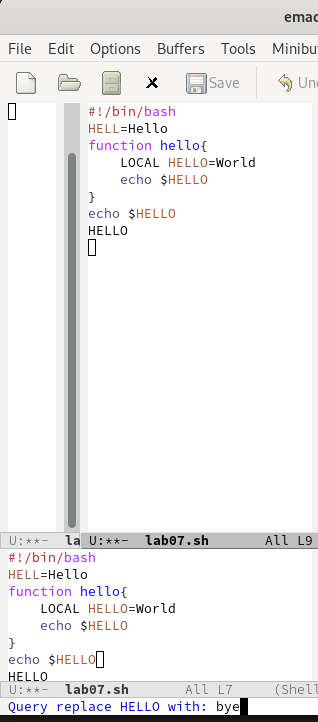 emac
File Edit Options Buffers Tools Minibu
Save Un
#!/bin/bash
HELL=Hello
function hello{
    LOCAL HELLO=World
    echo $HELLO
}
echo $HELLO
HELLO
U:**- la U:**- lab07.sh All L9
#!/bin/bash
HELL=Hello
function hello{
    LOCAL HELLO=World
    echo $HELLO
}
echo $HELLO
HELLO
U:**- lab07.sh All L7 (Shell
Query replace HELLO with: bye